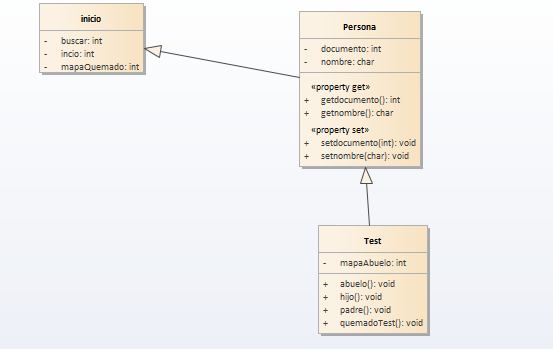 inicio
- buscar: int
- incio: int
- mapaQuemado: int
Persona
- documento: int
- nombre: char
«property get»
+ getdocumento(): int
+ getnombre(): char
«property set»
+ setdocumento(int): void
+ setnombre(char): void
Test
- mapaAbuelo: int
+ abuelo(): void
+ hijo(): void
+ padre(): void
+ quemadoTest(): void